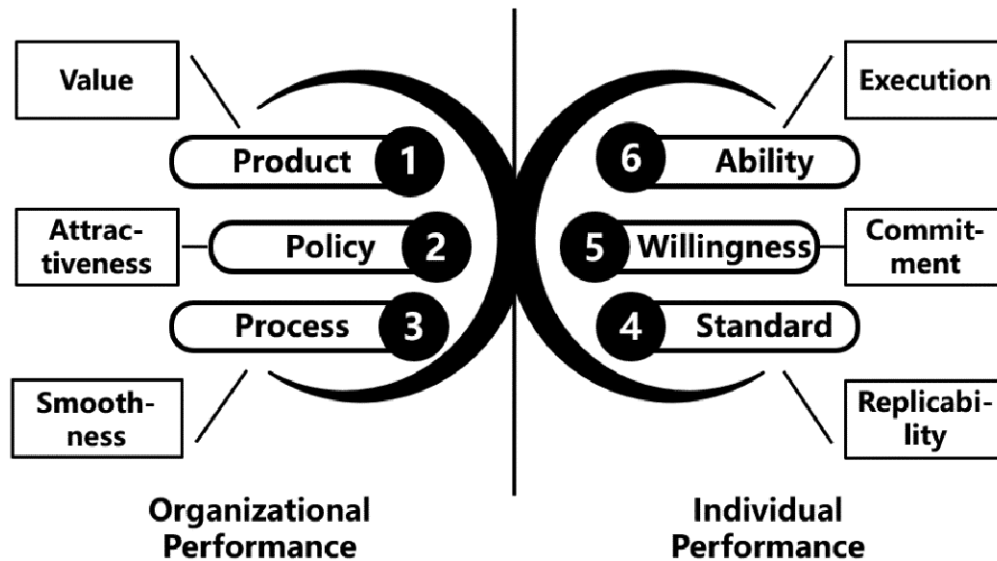 Value
Product 1
Attrac-
tiveness
Policy 2
Process 3
Smooth-
ness
Organizational
Performance
Execution
6 Ability
5 Willingness
Commit-
ment
4 Standard
Replicabi-
lity
Individual
Performance